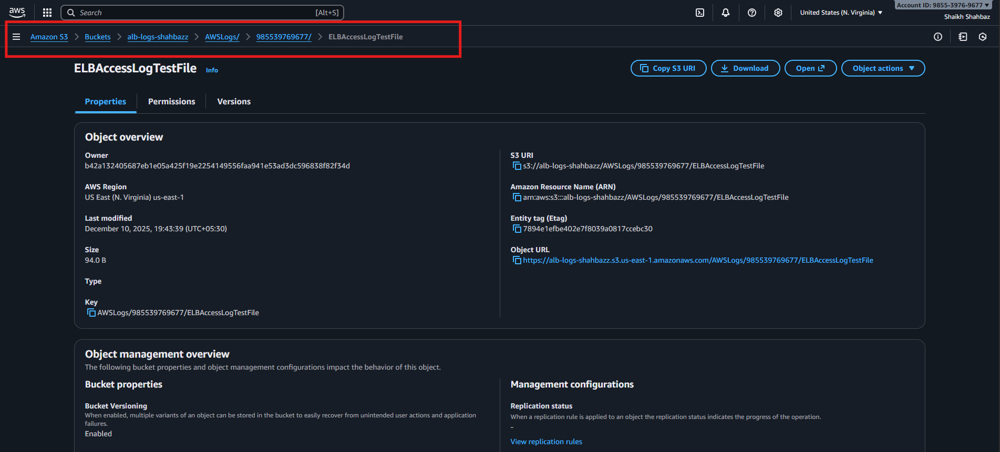 aws
Search [Alt+S]
United States (N. Virginia)
Account ID: 9855-3976-9677
Shaikh Shahbaz
Amazon S3 > Buckets > alb-logs-shahbazz > AWSLogs/ > 985539769677/ > ELBAccessLogTestFile
ELBAccessLogTestFile Info
Copy S3 URI Download Open Object actions
Properties Permissions Versions
Object overview
Owner
b42a132405687eb1e05a425f19e2254149556faa941e53ad3dc596838f82f34d
AWS Region
US East (N. Virginia) us-east-1
Last modified
December 10, 2025, 19:43:39 (UTC+05:30)
Size
94.0 B
Type
Key
AWSLogs/985539769677/ELBAccessLogTestFile
S3 URI
s3://alb-logs-shahbazz/AWSLogs/985539769677/ELBAccessLogTestFile
Amazon Resource Name (ARN)
arn:aws:s3:::alb-logs-shahbazz/AWSLogs/985539769677/ELBAccessLogTestFile
Entity tag (Etag)
7894e1efbe402e7f8039a0817ccebc30
Object URL
https://alb-logs-shahbazz.s3.us-east-1.amazonaws.com/AWSLogs/985539769677/ELBAccessLogTestFile
Object management overview
The following bucket properties and object management configurations impact the behavior of this object.
Bucket properties
Bucket Versioning
When enabled, multiple variants of an object can be stored in the bucket to easily recover from unintended user actions and application
failures.
Enabled
Management configurations
Replication status
When a replication rule is applied to an object the replication status indicates the progress of the operation.
-
View replication rules